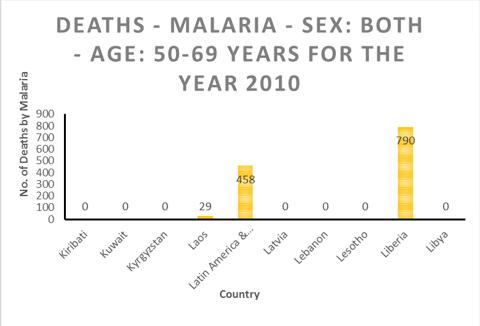 DEATHS - MALARIA - SEX: BOTH
- AGE: 50-69 YEARS FOR THE
YEAR 2010
No. of Deaths by Malaria
900
800
700
600
500
400
300
200
100
0
0
0
0
29
458
0
0
0
790
0
Kiribati
Kuwait
Kyrgyzstan
Laos
Latin America &...
Latvia
Lebanon
Lesotho
Liberia
Libya
Country